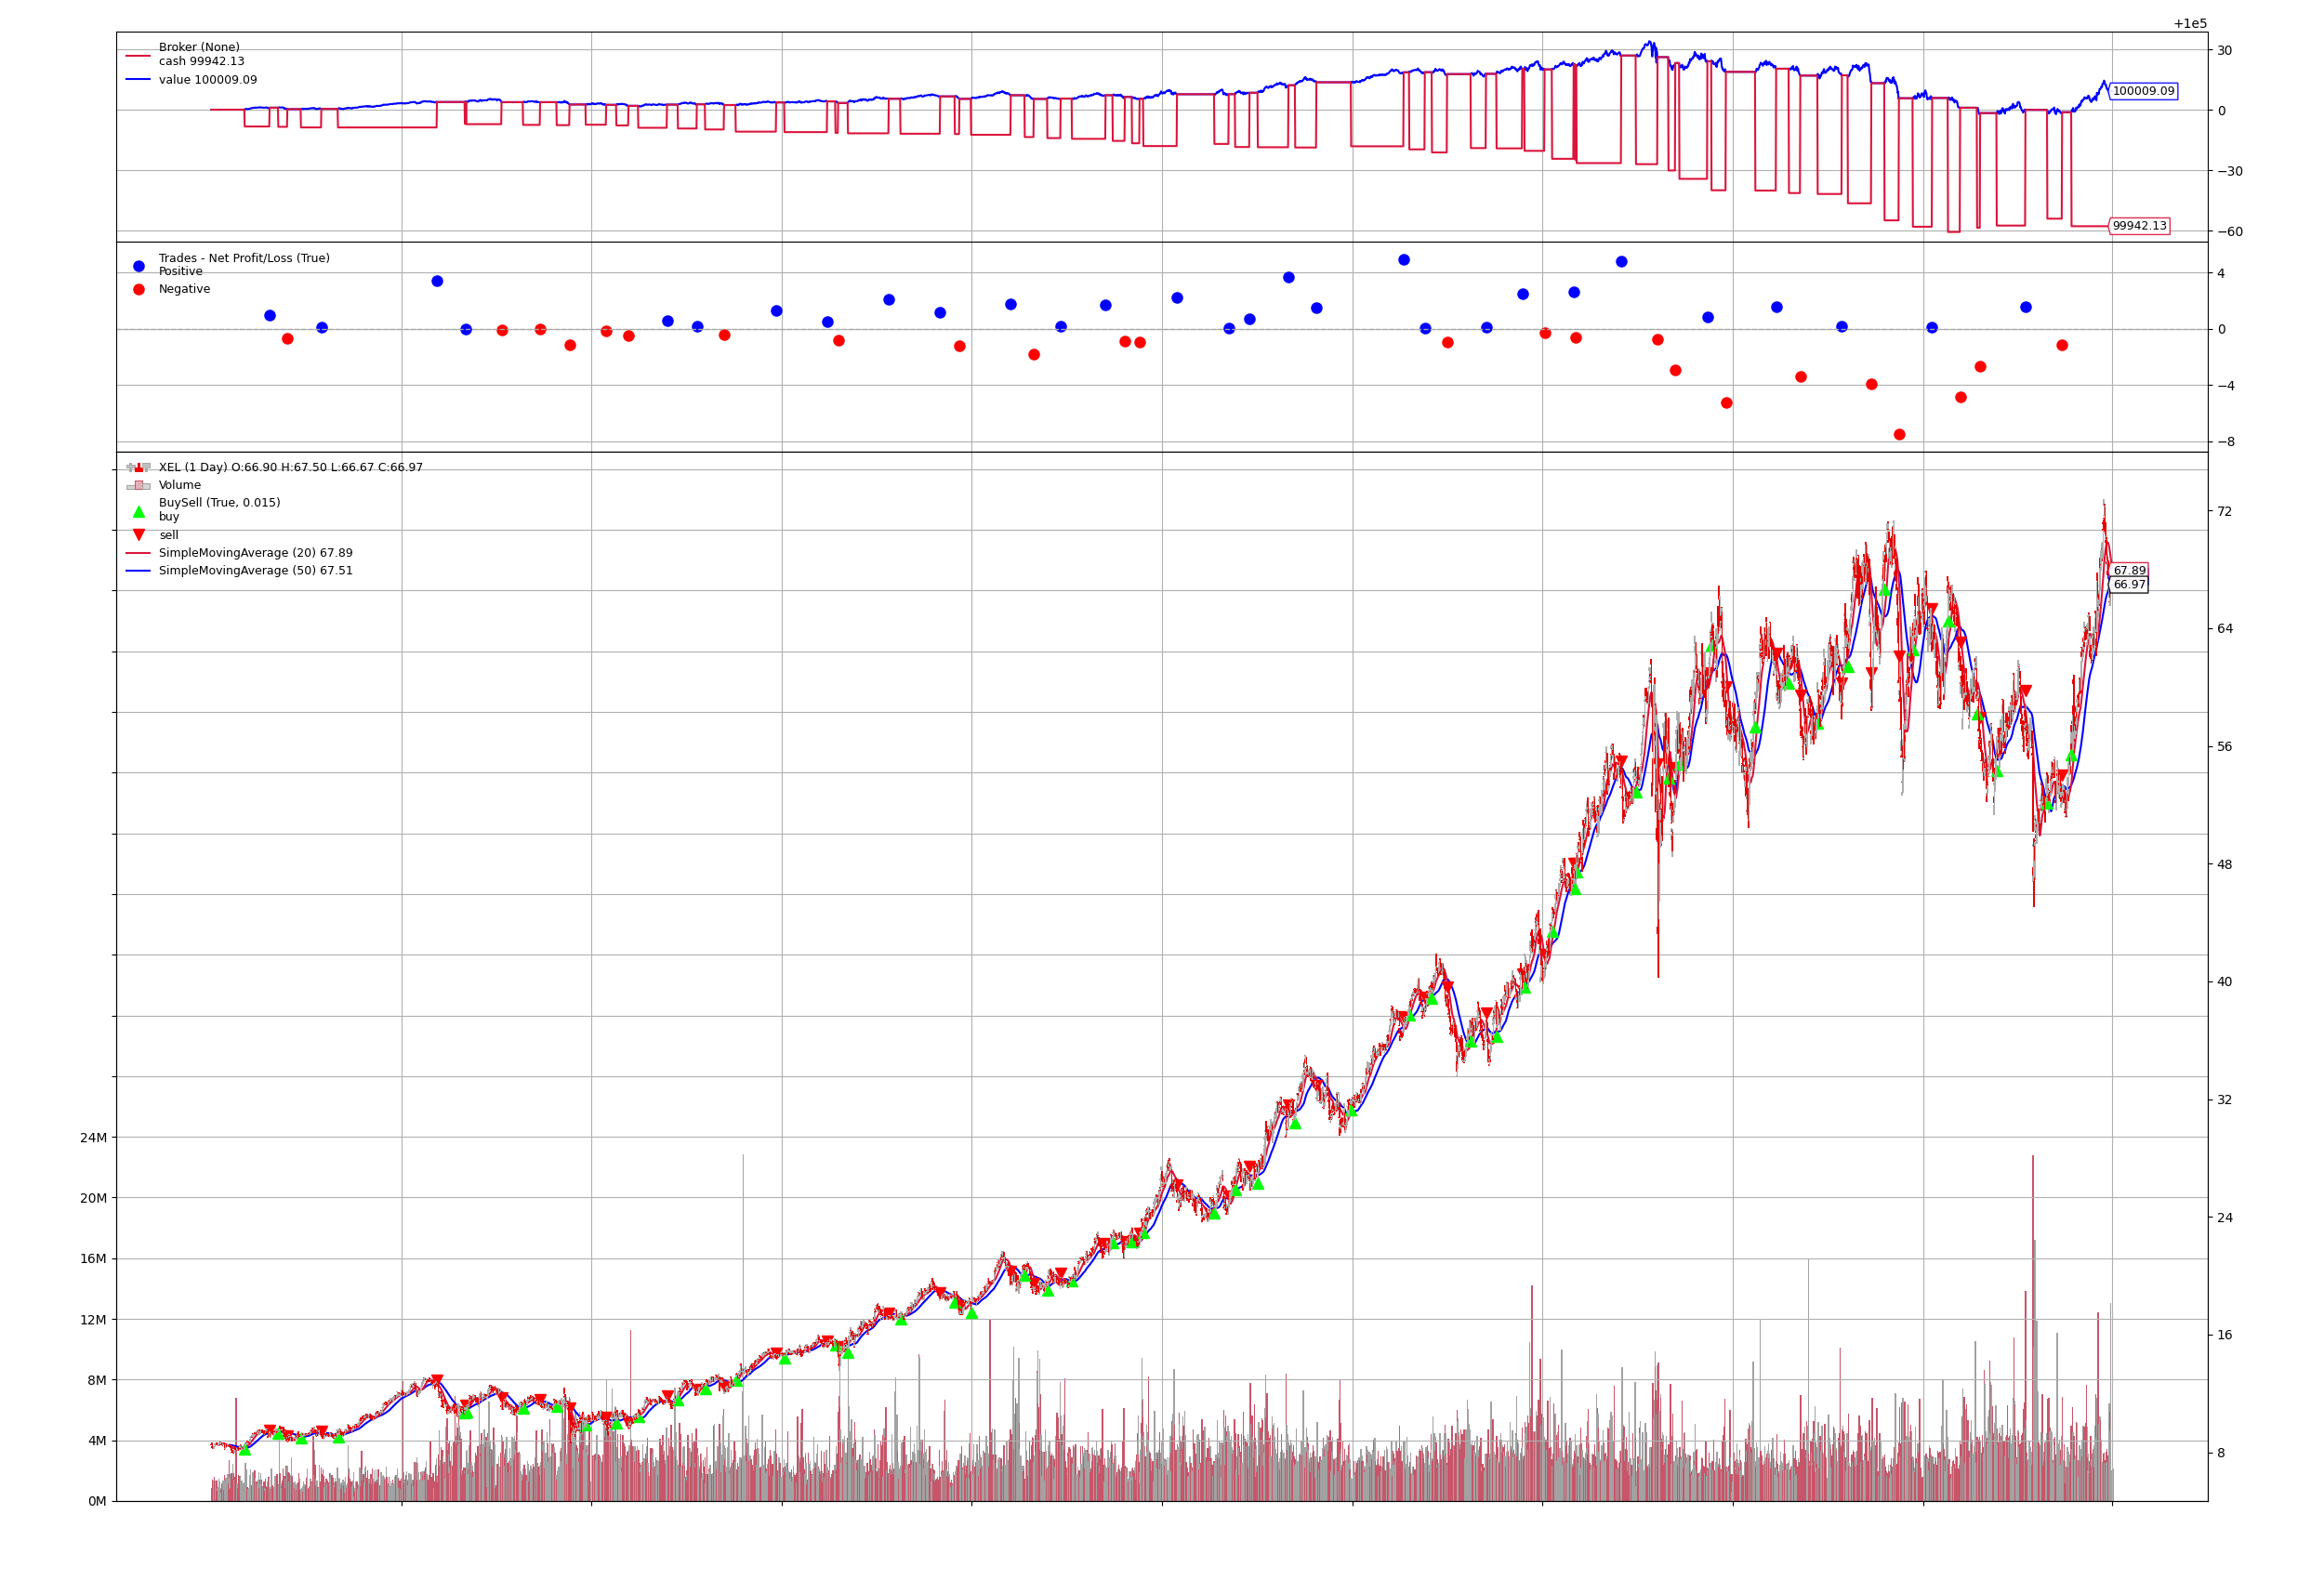 +1e5
Broker (None)
cash 99942.13
value 100009.09
30
0
−30
−60
100009.09
99942.13
Trades - Net Profit/Loss (True)
Positive
Negative
4
0
−4
−8
XEL (1 Day) O:66.90 H:67.50 L:66.67 C:66.97
Volume
BuySell (True, 0.015)
buy
sell
SimpleMovingAverage (20) 67.89
SimpleMovingAverage (50) 67.51
72
64
56
48
40
32
24
16
8
67.89
66.97
24M
20M
16M
12M
8M
4M
0M